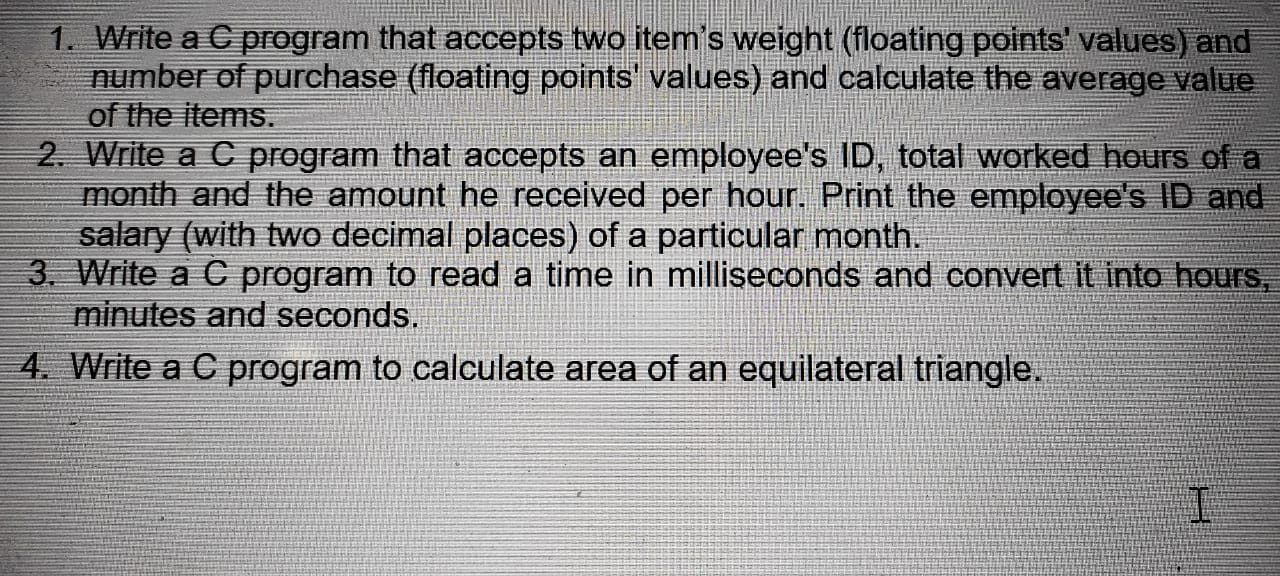 1. Write a C program that accepts two item's weight (floating points' values) and
number of purchase (floating points' values) and calculate the average value
of the items.
2. Write a C program that accepts an employee's ID, total worked hours of a
month and the amount he received per hour. Print the employee's ID and
salary (with two decimal places) of a particular month.
3. Write a C program to read a time in milliseconds and convert it into hours,
minutes and seconds.
4. Write a C program to calculate area of an equilateral triangle.